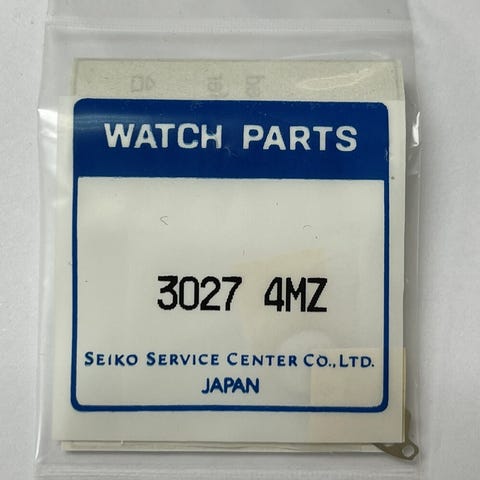 WATCH PARTS
3027 4MZ
SEIKO SERVICE CENTER CO., LTD.
JAPAN